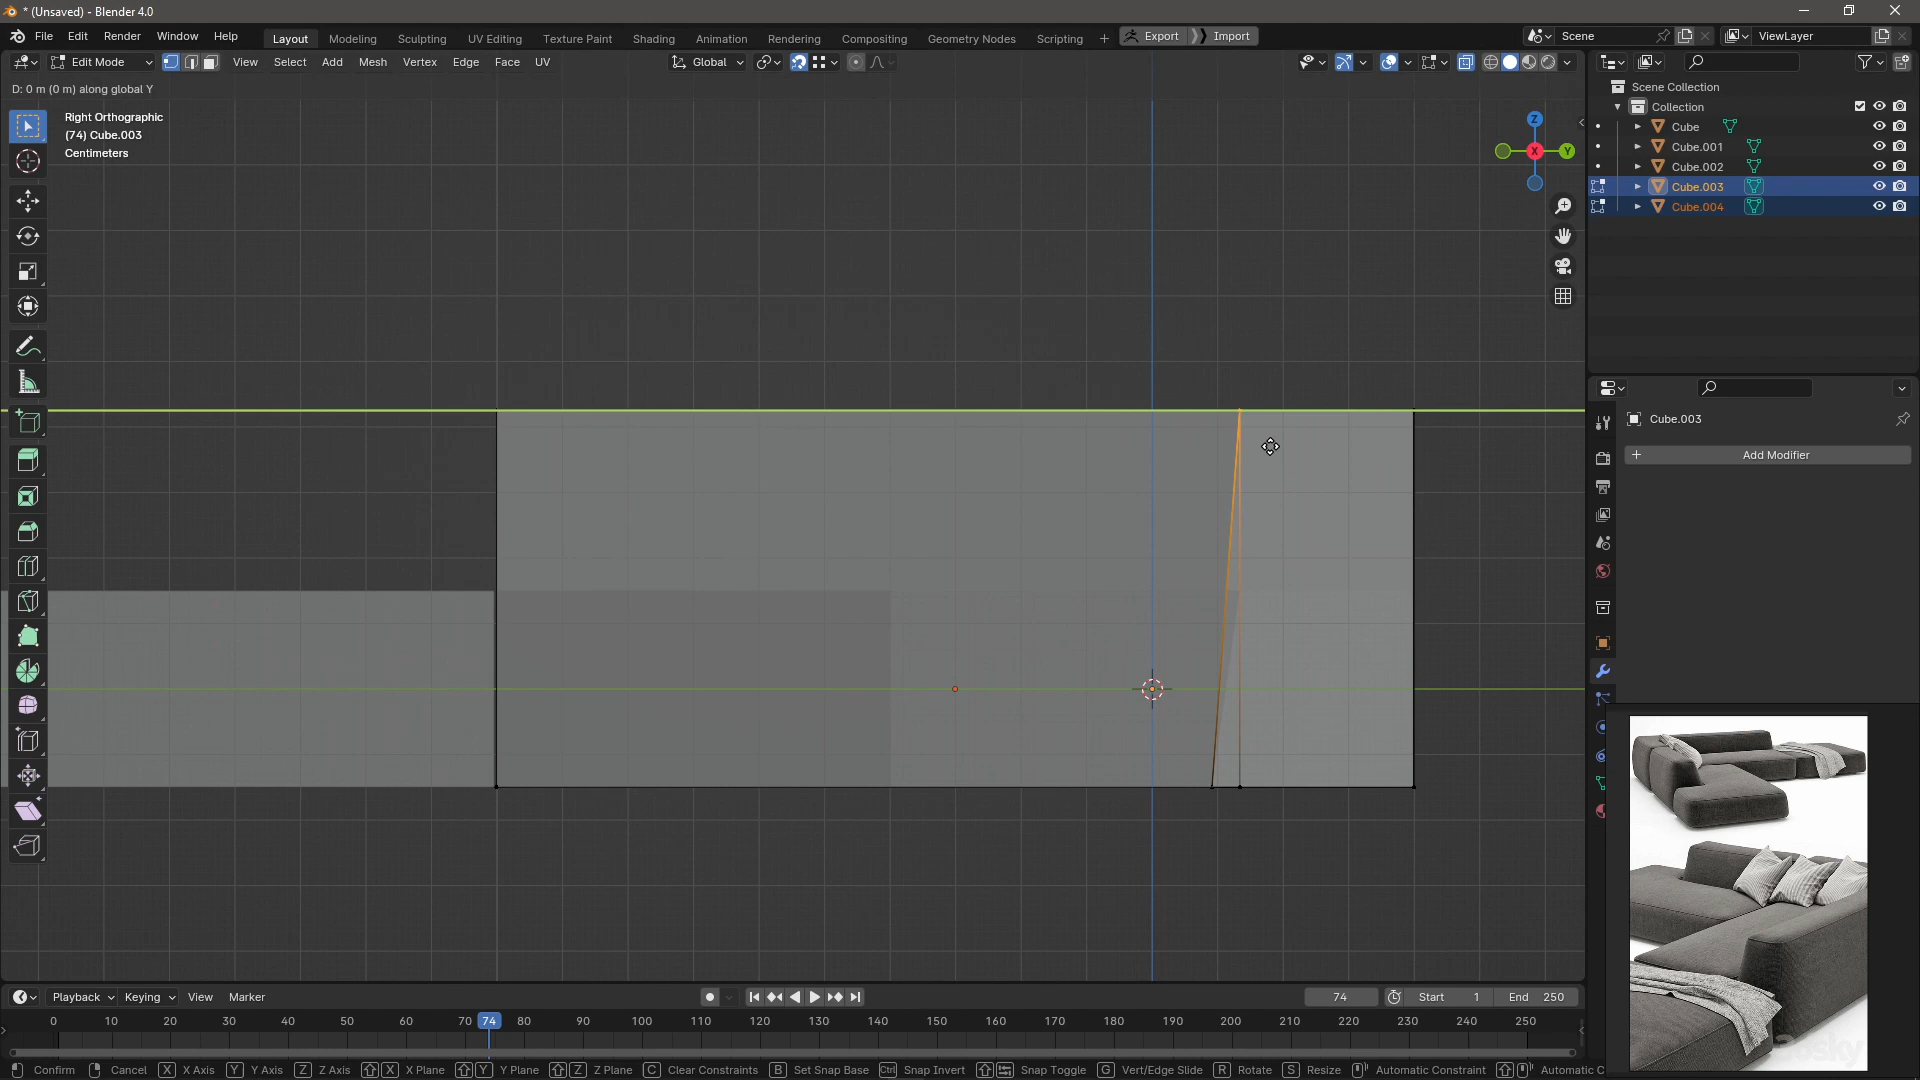 * (Unsaved) - Blender 4.0
File Edit Render Window Help
Layout Modeling Sculpting UV Editing Texture Paint Shading Animation Rendering Compositing Geometry Nodes Scripting + Export Import
Scene
ViewLayer
Edit Mode View Select Add Mesh Vertex Edge Face UV Global
D: 0 m (0 m) along global Y
Right Orthographic
(74) Cube.003
Centimeters
Z
X
Y
Scene Collection
Collection
Cube
Cube.001
Cube.002
Cube.003
Cube.004
Cube.003
Add Modifier
Playback Keying View Marker
74 Start 1 End 250
0 10 20 30 40 50 60 70 74 80 90 100 110 120 130 140 150 160 170 180 190 200 210 220 230 240 250
Confirm Cancel X X Axis Y Y Axis Z Z Axis X X Plane Y Y Plane Z Z Plane C Clear Constraints B Set Snap Base Ctrl Snap Invert Snap Toggle G Vert/Edge Slide R Rotate S Resize Automatic Constraint Automatic C